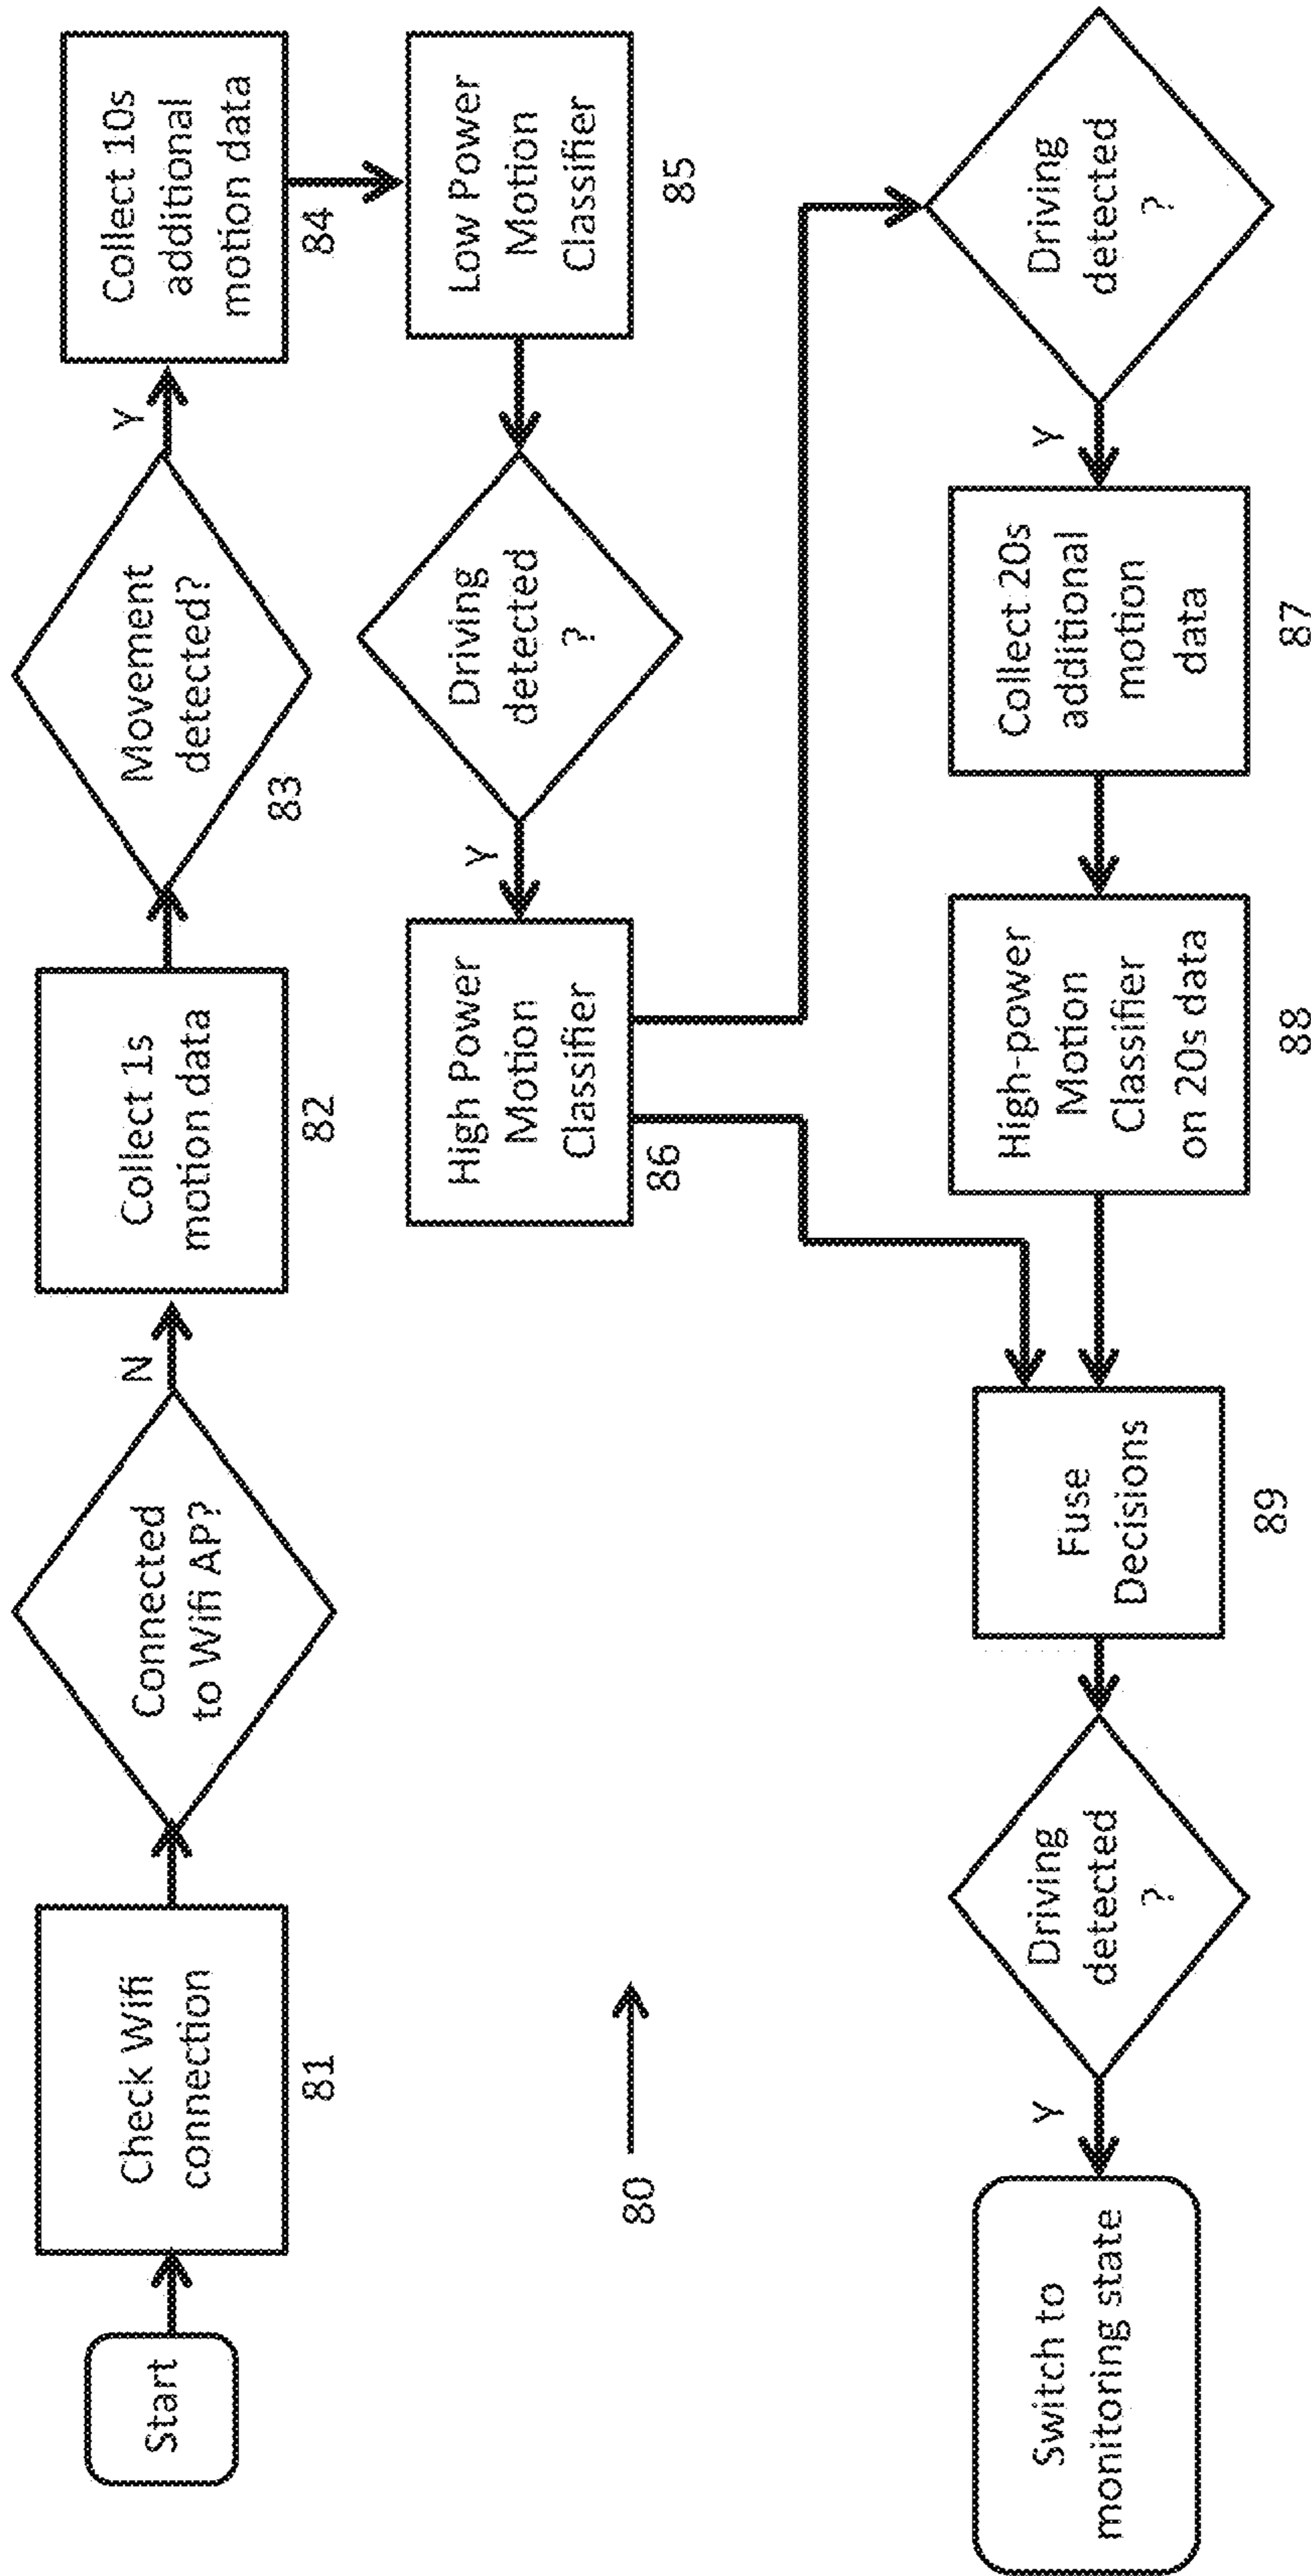 Start
Check Wifi
connection
81
Connected
to Wifi AP?
N
Collect 1s
motion data
82
Movement
detected?
83
Y
Collect 10s
additional
motion data
84
Low Power
Motion
Classifier
85
Driving
detected
?
Y
High Power
Motion
Classifier
86
80
Driving
detected
?
Y
Collect 20s
additional
motion
data
87
High-power
Motion
Classifier
on 20s data
88
Fuse
Decisions
89
Driving
detected
?
Y
Switch to
monitoring state